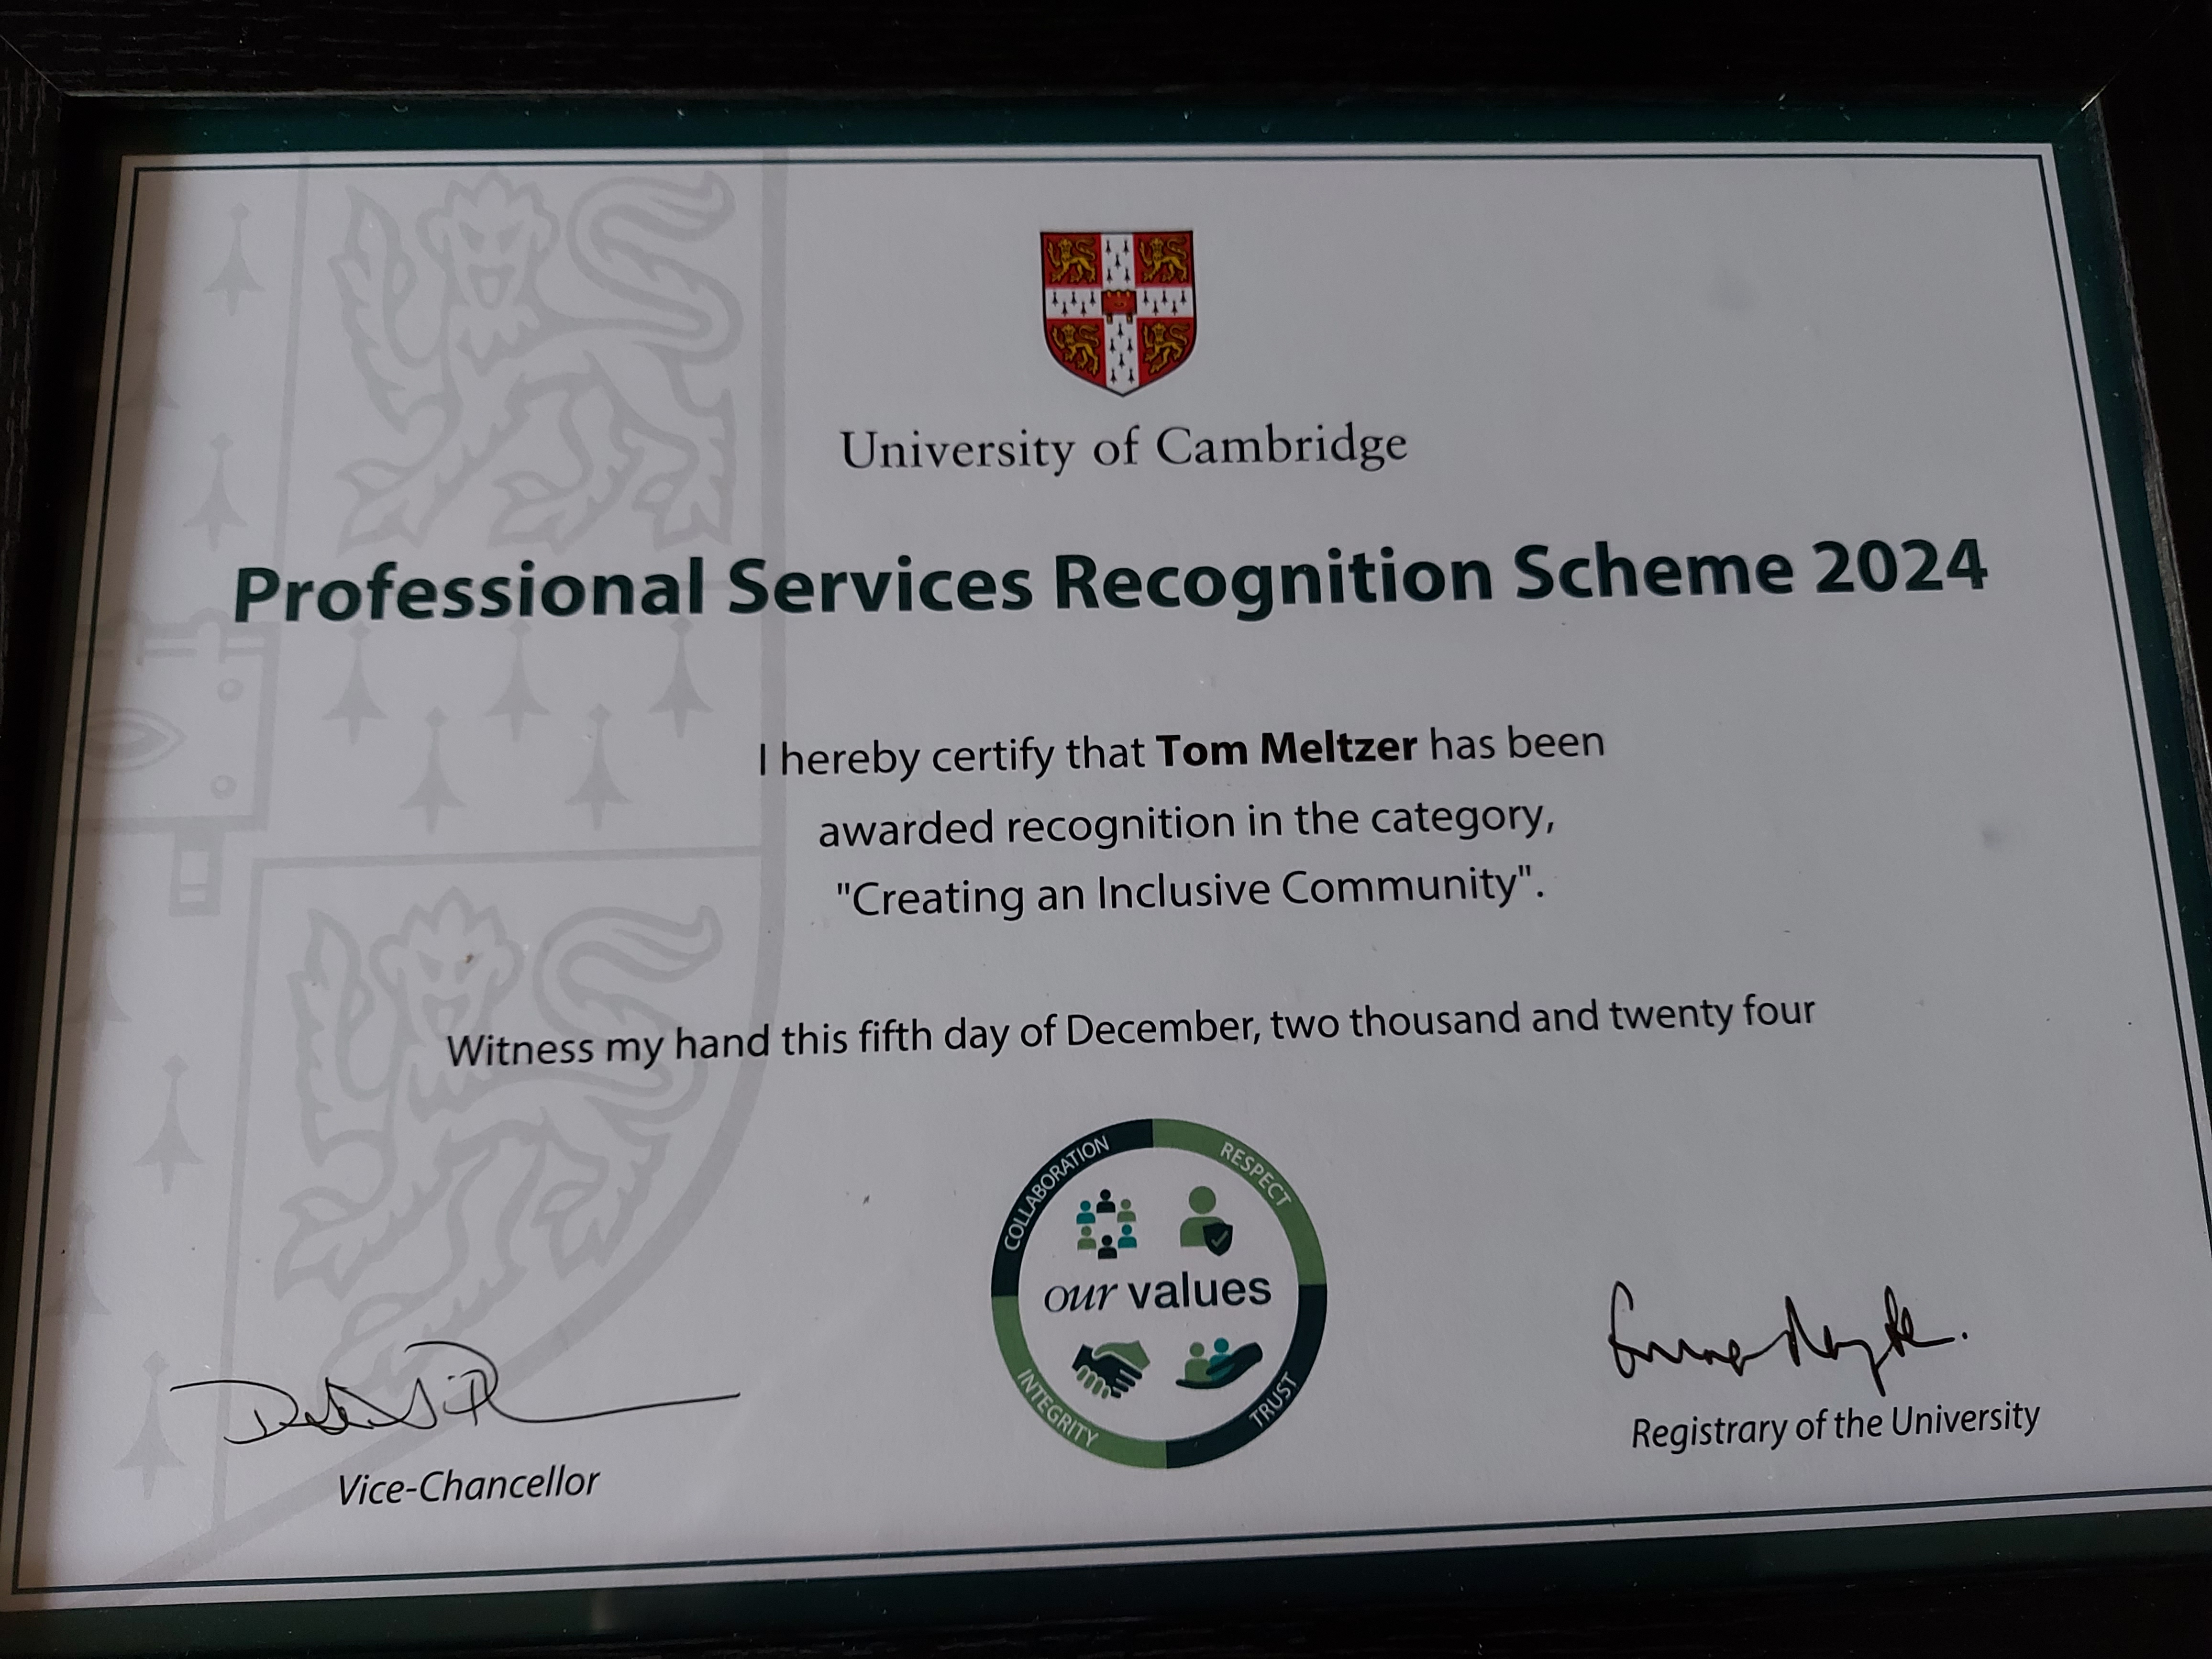 University of Cambridge
Professional Services Recognition Scheme 2024
I hereby certify that Tom Meltzer has been
awarded recognition in the category,
"Creating an Inclusive Community".
Witness my hand this fifth day of December, two thousand and twenty four
COLLABORATION
RESPECT
our values
INTEGRITY
TRUST
Vice-Chancellor
Registrary of the University